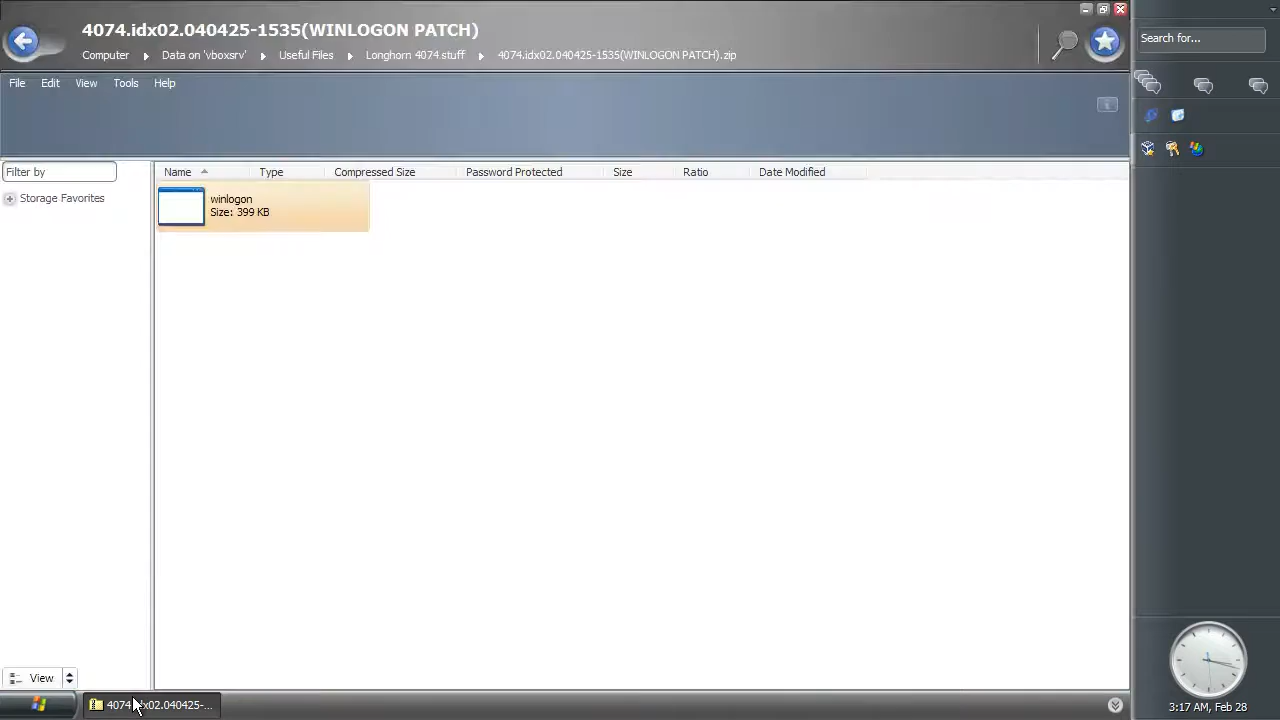 4074.idx02.040425-1535(WINLOGON PATCH)
Search for...
Computer Data on 'vboxsrv' Useful Files Longhorn 4074 stuff 4074.idx02.040425-1535(WINLOGON PATCH).zip
File Edit View Tools Help
Filter by
Name Type Compressed Size Password Protected Size Ratio Date Modified
Storage Favorites
winlogon
Size: 399 KB
View
4074.idx02.040425-...
3:17 AM, Feb 28